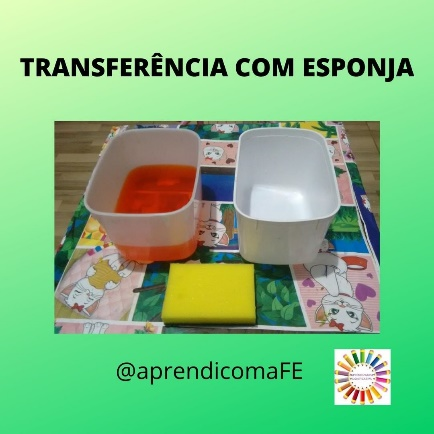 TRANSFERÊNCIA COM ESPONJA
@aprendicomaFE